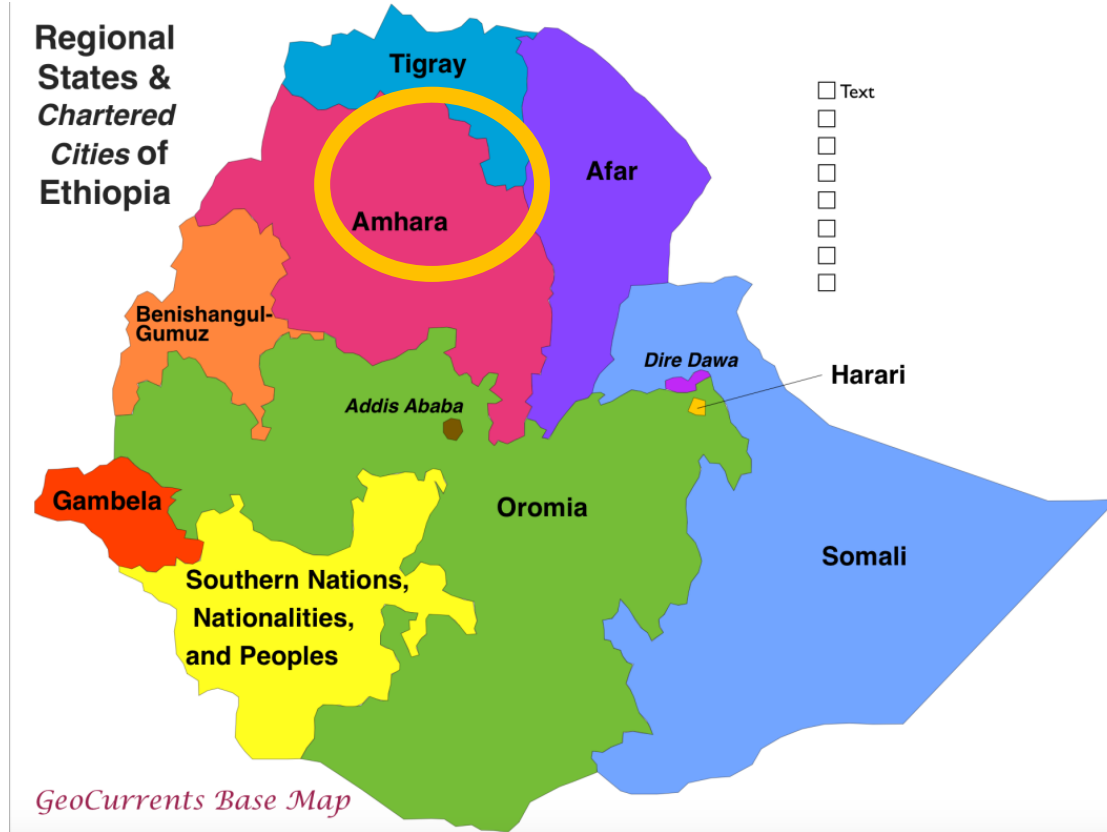 Regional
States &
Chartered
Cities of
Ethiopia
Tigray
Text
Afar
Amhara
Benishangul-
Gumuz
Dire Dawa
Harari
Addis Ababa
Gambela
Oromia
Somali
Southern Nations,
Nationalities,
and Peoples
GeoCurrents Base Map